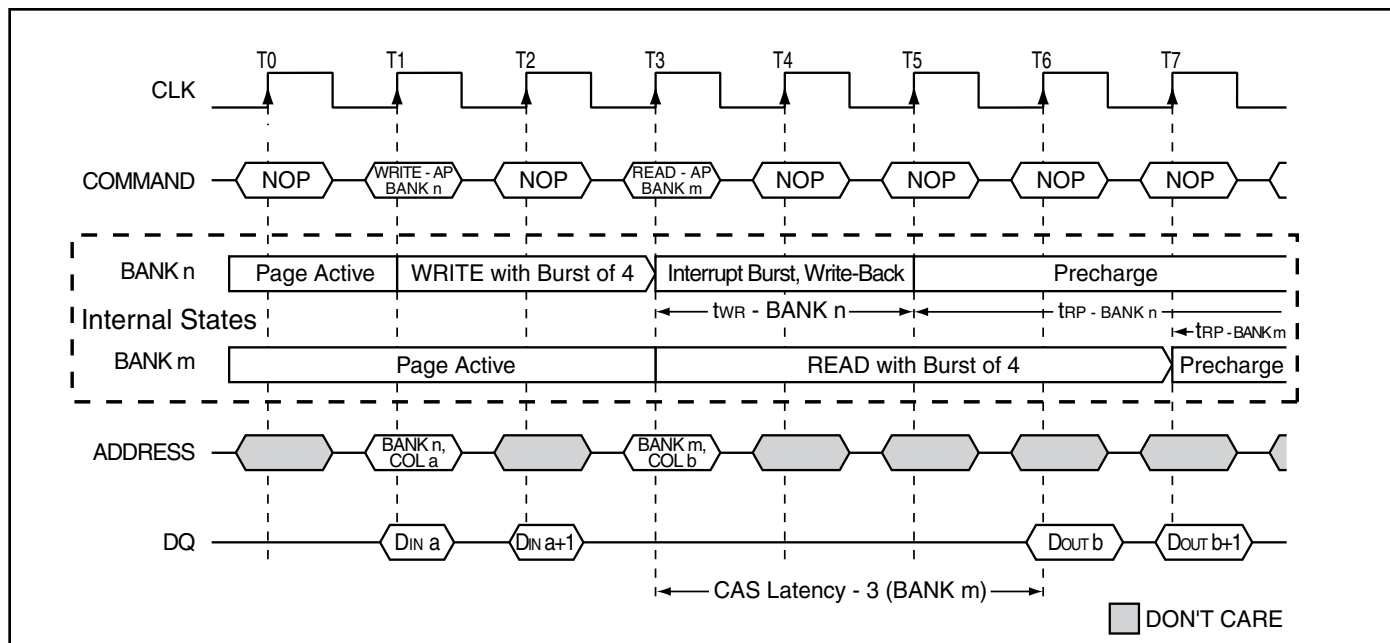 T0 T1 T2 T3 T4 T5 T6 T7
CLK
COMMAND NOP WRITE - AP BANK n NOP READ - AP BANK m NOP NOP NOP NOP
BANK n Page Active WRITE with Burst of 4 Interrupt Burst, Write-Back Precharge
tWR - BANK n tRP - BANK n
Internal States
tRP - BANK m
BANK m Page Active READ with Burst of 4 Precharge
ADDRESS BANK n, COL a BANK m, COL b
DQ DIN a DIN a+1 DOUT b DOUT b+1
CAS Latency - 3 (BANK m)
DON'T CARE